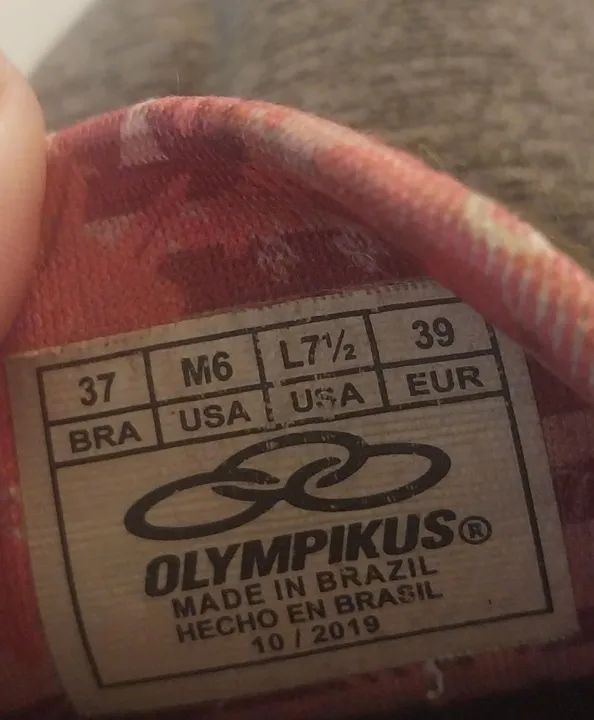 37 M6 L7½ 39
BRA USA USA EUR
OLYMPIKUS®
MADE IN BRAZIL
HECHO EN BRASIL
10 / 2019